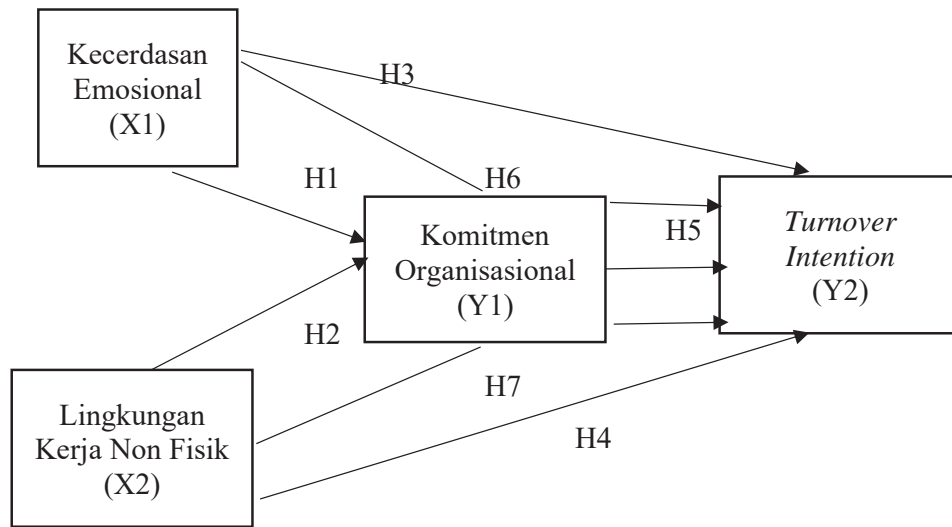 Kecerdasan
Emosional
(X1)
H3
H1
H6
Komitmen
Organisasional
(Y1)
H5
Turnover
Intention
(Y2)
H2
H7
H4
Lingkungan
Kerja Non Fisik
(X2)